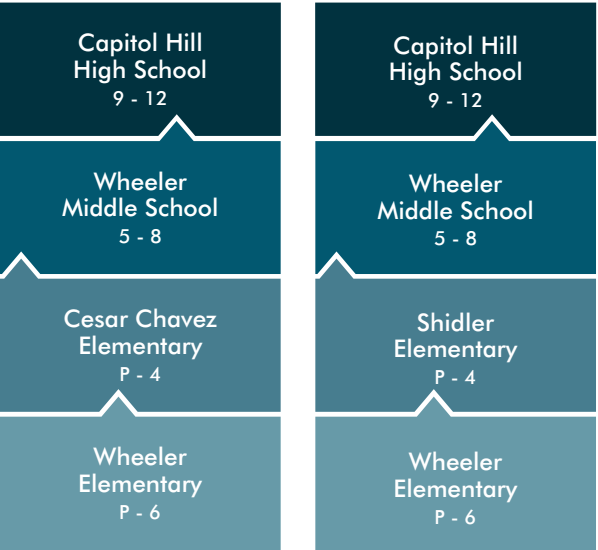 Capitol Hill
High School
9 - 12
Wheeler
Middle School
5 - 8
Cesar Chavez
Elementary
P - 4
Wheeler
Elementary
P - 6
Capitol Hill
High School
9 - 12
Wheeler
Middle School
5 - 8
Shidler
Elementary
P - 4
Wheeler
Elementary
P - 6